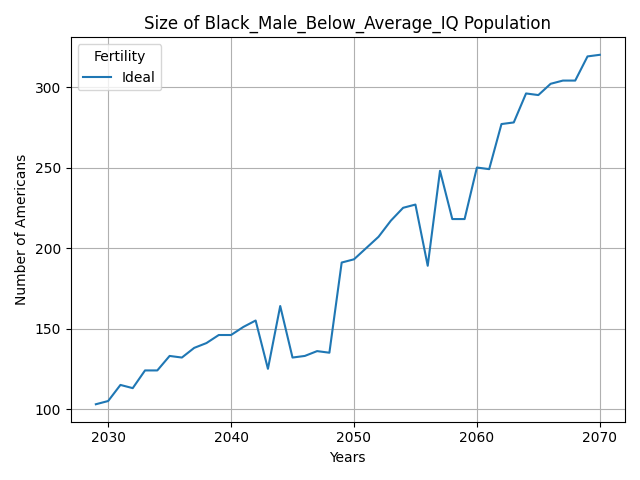 Size of Black_Male_Below_Average_IQ Population
Fertility
Ideal
Number of Americans
300
250
200
150
100
2030 2040 2050 2060 2070
Years